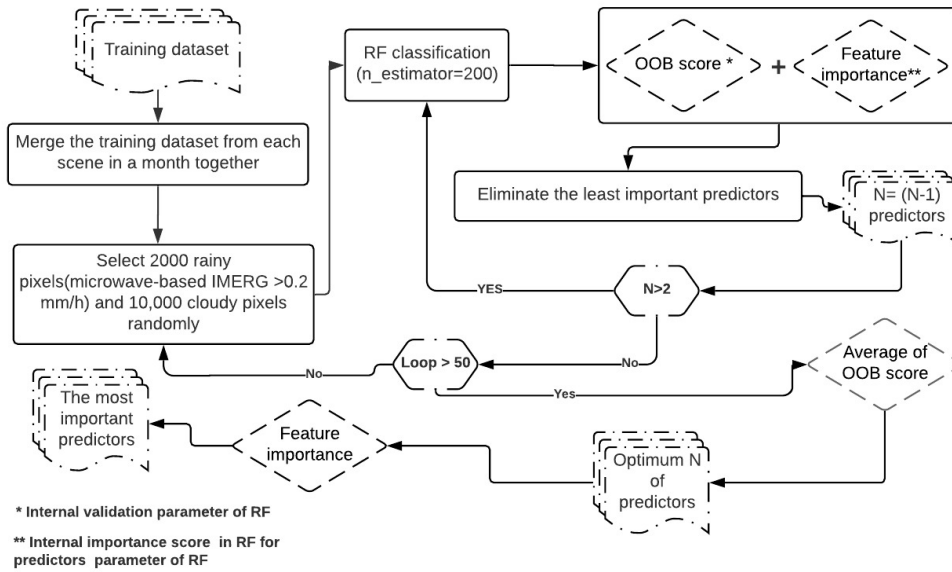 Training dataset
Merge the training dataset from each
scene in a month together
Select 2000 rainy
pixels(microwave-based IMERG >0.2
mm/h) and 10,000 cloudy pixels
randomly
RF classification
(n_estimator=200)
OOB score *
+
Feature
importance**
Eliminate the least important predictors
N= (N-1)
predictors
N>2
YES
No
Loop > 50
No
Yes
Average of
OOB score
Optimum N
of
predictors
Feature
importance
The most
important
predictors
* Internal validation parameter of RF
** Internal importance score in RF for
predictors parameter of RF